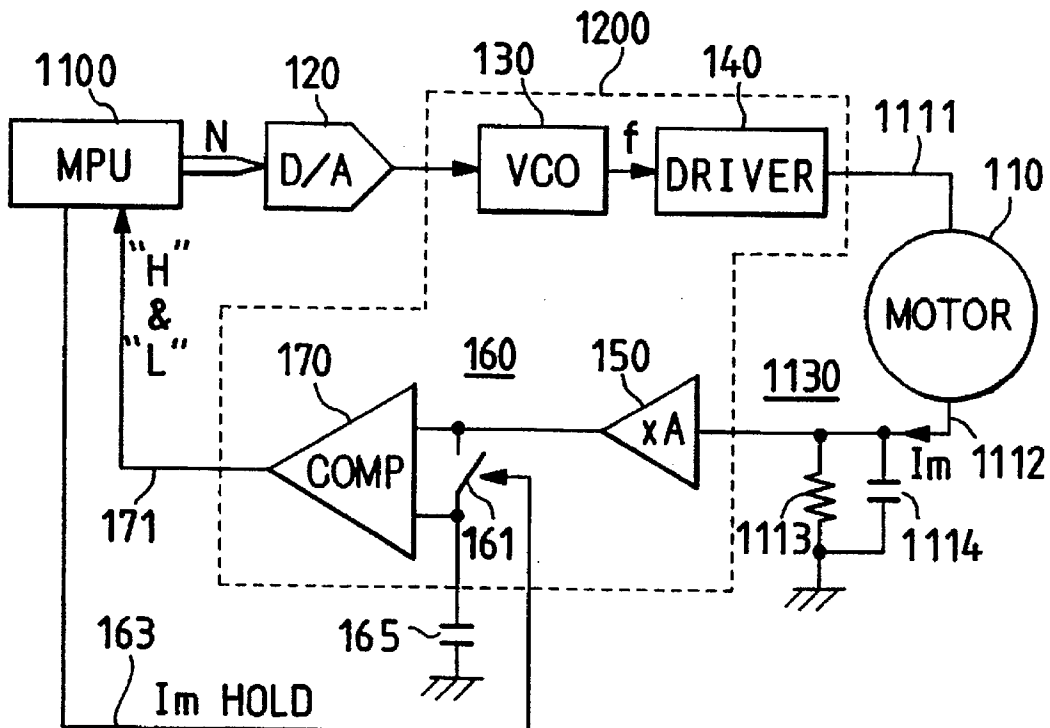 1200
1100
120
130
140
1111
MPU
N
D/A
VCO
f
DRIVER
110
"H"
&
"L"
MOTOR
170
160
150
1130
COMP
xA
Im
1112
171
161
1113
1114
165
163
Im HOLD